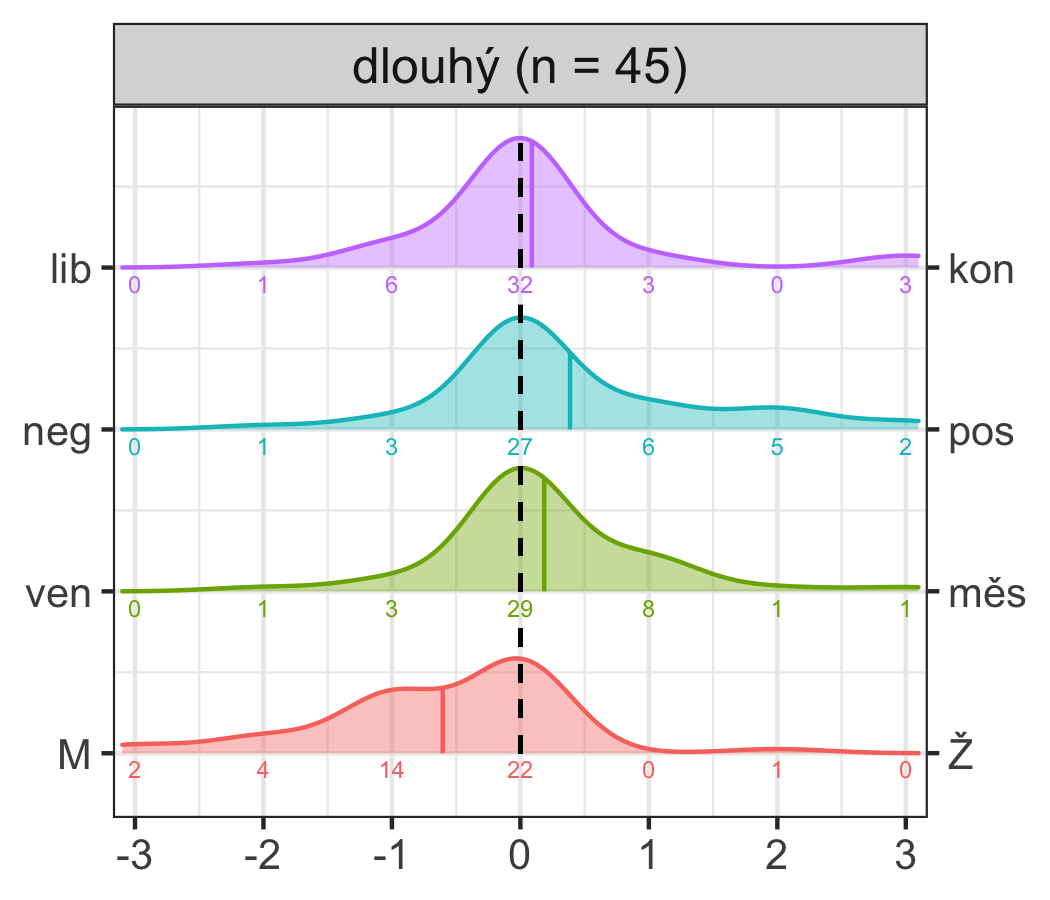 dlouhý (n = 45)
lib kon
0 1 6 32 3 0 3
neg pos
0 1 3 27 6 5 2
ven měs
0 1 3 29 8 1 1
M Ž
2 4 14 22 0 1 0
-3 -2 -1 0 1 2 3